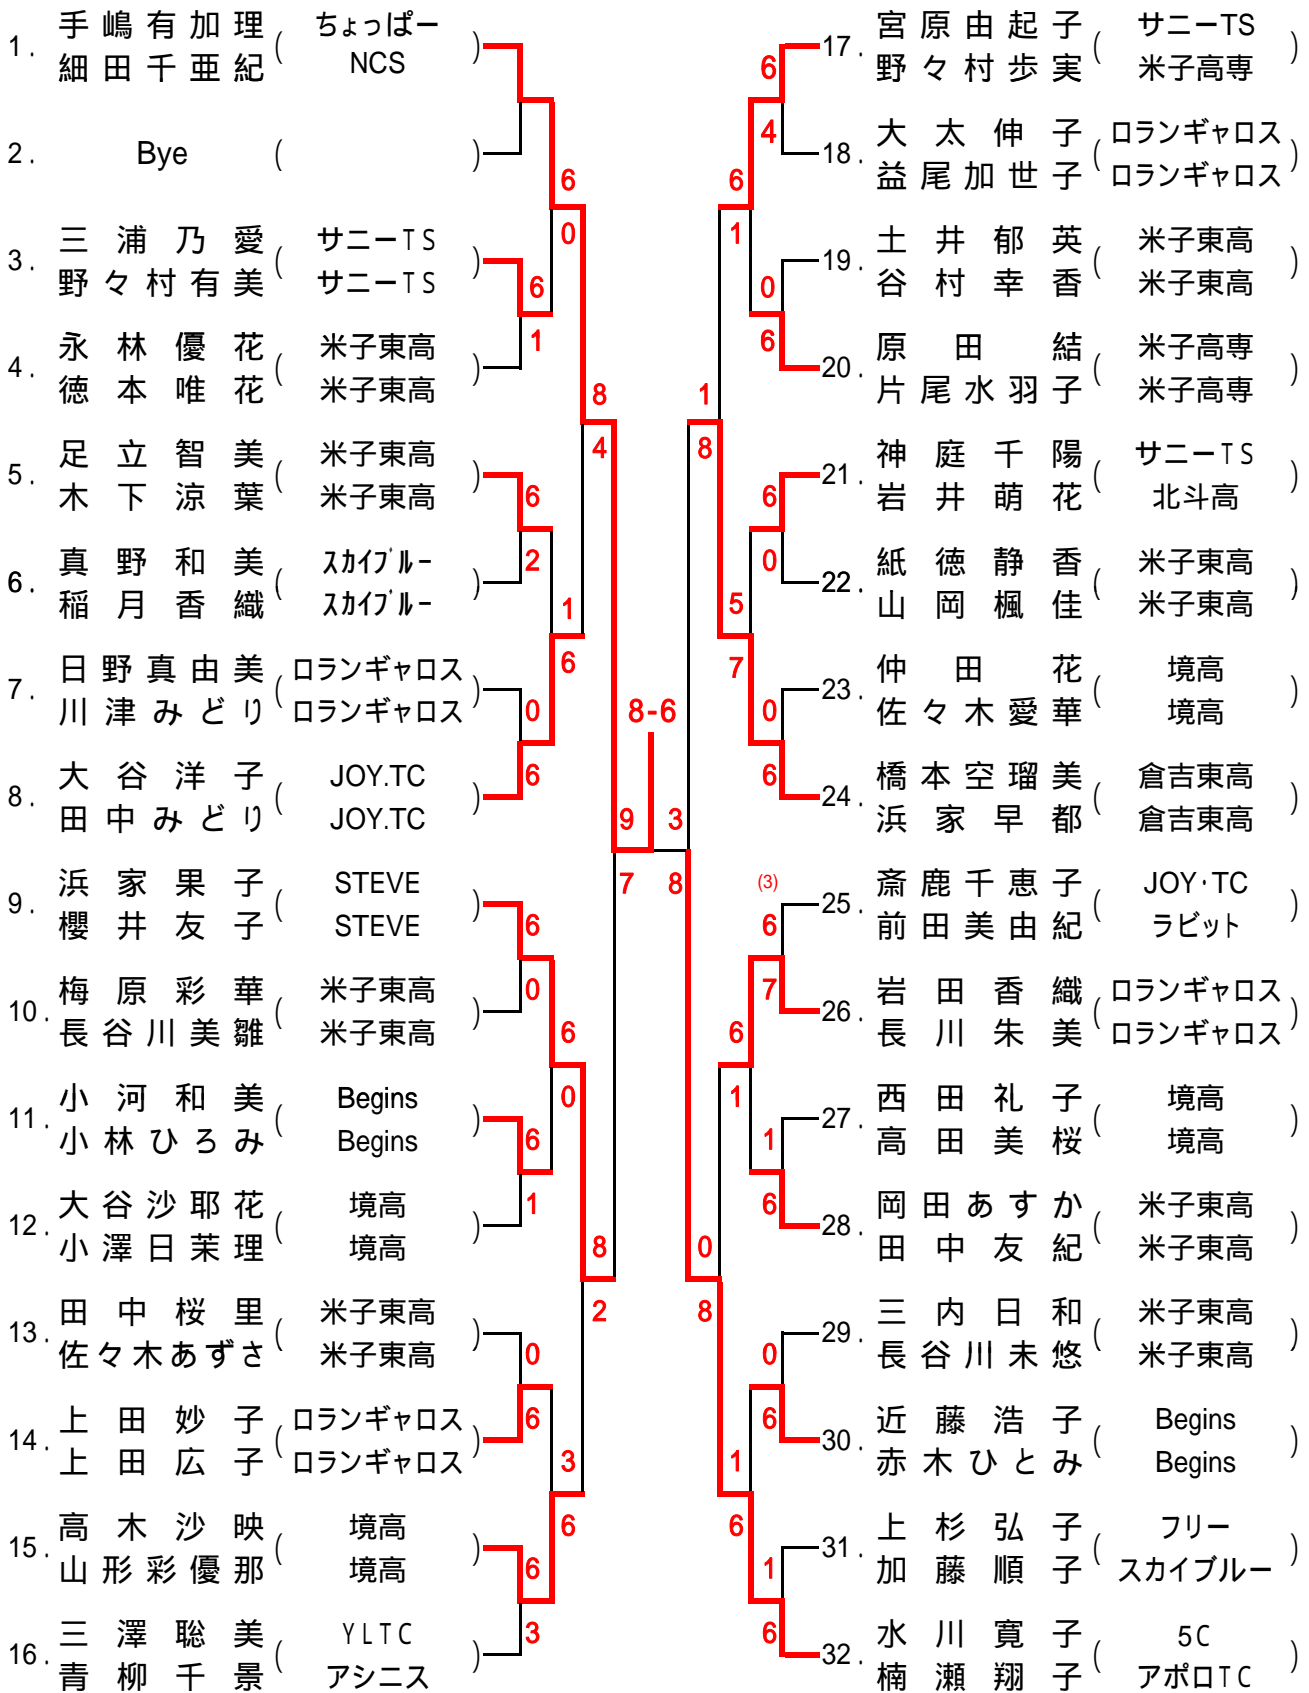 1. 手嶋有加理 ( ちょっぱー )
細田千亜紀 NCS
2. Bye ( )
6
0
3. 三浦乃愛 ( サニーTS )
野々村有美 サニーTS
6
1
4. 永林優花 ( 米子東高 )
徳本唯花 米子東高
8
4
5. 足立智美 ( 米子東高 )
木下涼葉 米子東高
6
2
6. 真野和美 ( スカイブルー )
稲月香織 スカイブルー
1
6
7. 日野真由美 ( ロランギャロス )
川津みどり ロランギャロス
0
6
8. 大谷洋子 ( JOY.TC )
田中みどり JOY.TC
9
7
9. 浜家果子 ( STEVE )
櫻井友子 STEVE
6
0
10. 梅原彩華 ( 米子東高 )
長谷川美雛 米子東高
6
0
11. 小河和美 ( Begins )
小林ひろみ Begins
6
1
12. 大谷沙耶花 ( 境高 )
小澤日茉理 境高
8
2
13. 田中桜里 ( 米子東高 )
佐々木あずさ 米子東高
0
6
14. 上田妙子 ( ロランギャロス )
上田広子 ロランギャロス
3
6
15. 高木沙映 ( 境高 )
山形彩優那 境高
6
3
16. 三澤聡美 ( YLTC )
青柳千景 アシニス
8-6
17. 宮原由起子 ( サニーTS )
野々村歩実 米子高専
6
4
18. 大太伸子 ( ロランギャロス )
益尾加世子 ロランギャロス
6
1
19. 土井郁英 ( 米子東高 )
谷村幸香 米子東高
0
6
20. 原田結 ( 米子高専 )
片尾水羽子 米子高専
1
8
21. 神庭千陽 ( サニーTS )
岩井萌花 北斗高
6
0
22. 紙徳静香 ( 米子東高 )
山岡楓佳 米子東高
5
7
23. 仲田花 ( 境高 )
佐々木愛華 境高
0
6
24. 橋本空瑠美 ( 倉吉東高 )
浜家早都 倉吉東高
3
8
25. 斎鹿千恵子 ( JOY・TC )
前田美由紀 ラビット
(3)
6
7
26. 岩田香織 ( ロランギャロス )
長川朱美 ロランギャロス
6
1
27. 西田礼子 ( 境高 )
高田美桜 境高
1
6
28. 岡田あすか ( 米子東高 )
田中友紀 米子東高
0
8
29. 三内日和 ( 米子東高 )
長谷川未悠 米子東高
0
6
30. 近藤浩子 ( Begins )
赤木ひとみ Begins
1
6
31. 上杉弘子 ( フリー )
加藤順子 スカイブルー
1
6
32. 水川寛子 ( 5C )
楠瀬翔子 アポロTC